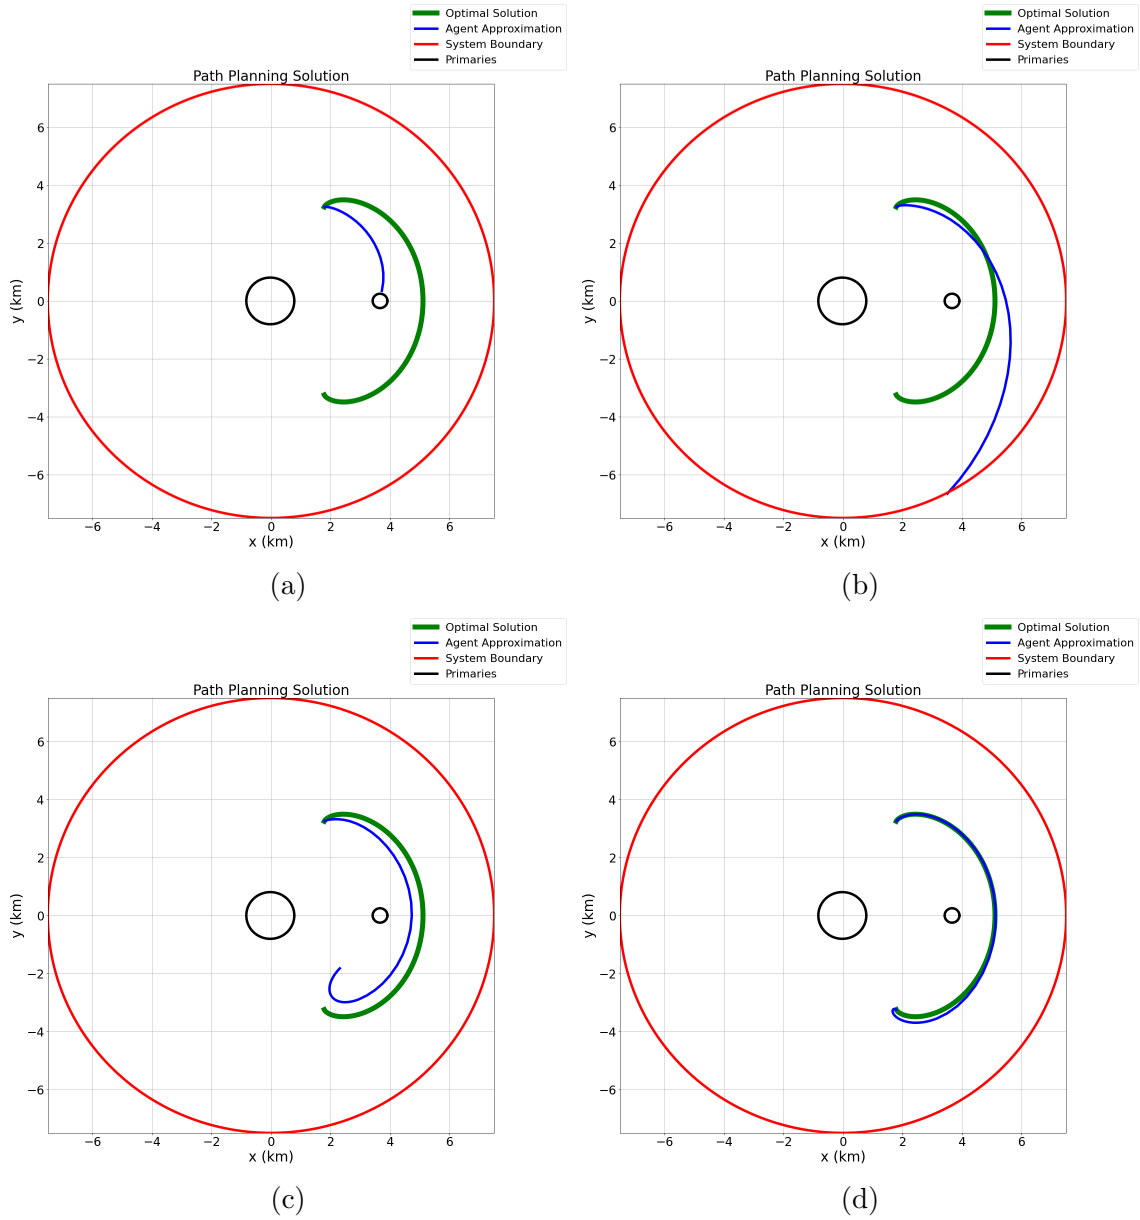 Optimal Solution
Agent Approximation
System Boundary
Primaries
Path Planning Solution
6
4
2
0
−2
−4
−6
y (km)
−6 −4 −2 0 2 4 6
x (km)
(a)
Optimal Solution
Agent Approximation
System Boundary
Primaries
Path Planning Solution
6
4
2
0
−2
−4
−6
y (km)
−6 −4 −2 0 2 4 6
x (km)
(b)
Optimal Solution
Agent Approximation
System Boundary
Primaries
Path Planning Solution
6
4
2
0
−2
−4
−6
y (km)
−6 −4 −2 0 2 4 6
x (km)
(c)
Optimal Solution
Agent Approximation
System Boundary
Primaries
Path Planning Solution
6
4
2
0
−2
−4
−6
y (km)
−6 −4 −2 0 2 4 6
x (km)
(d)